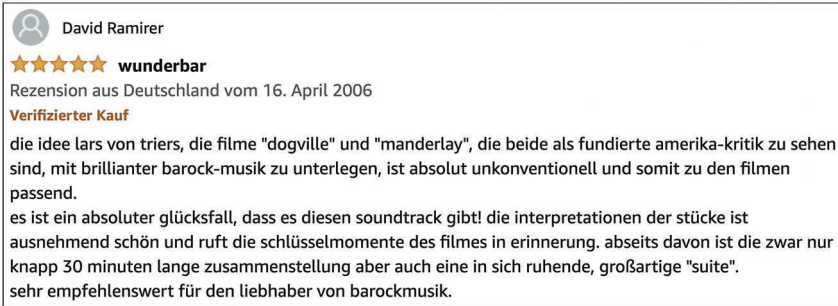 David Ramirer
wunderbar
Rezension aus Deutschland vom 16. April 2006
Verifizierter Kauf
die idee lars von triers, die filme "dogville" und "manderlay", die beide als fundierte amerika-kritik zu sehen
sind, mit brillianter barock-musik zu unterlegen, ist absolut unkonventionell und somit zu den filmen
passend.
es ist ein absoluter glücksfall, dass es diesen soundtrack gibt! die interpretationen der stücke ist
ausnehmend schön und ruft die schlüsselmomente des filmes in erinnerung. abseits davon ist die zwar nur
knapp 30 minuten lange zusammenstellung aber auch eine in sich ruhende, großartige "suite".
sehr empfehlenswert für den liebhaber von barockmusik.